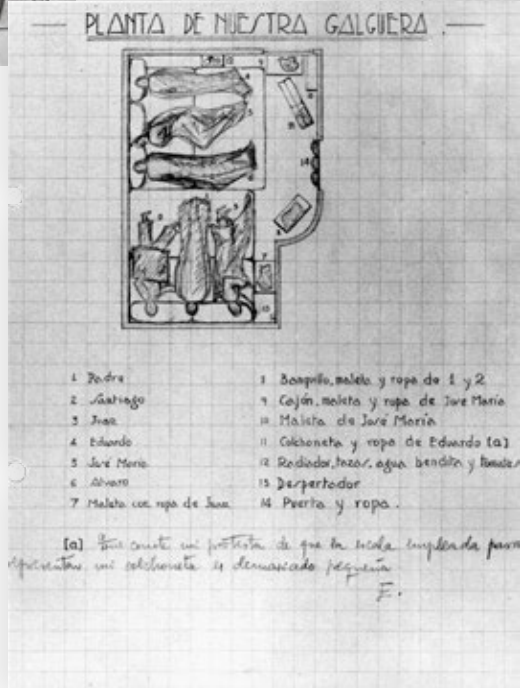 PLANTA DE NUESTRA GALGUERA
1 Padre
2 Santiago
3 Juan
4 Eduardo
5 José María
6 Alvaro
7 Maleta con ropa de Juan
8 Banquillo, maleta y ropa de 1 y 2
9 Cajón, maleta y ropa de José María
10 Maleta de José María
11 Colchoneta y ropa de Eduardo [a]
12 Radiador, tazas, agua bendita y
13 Despertador
14 Puerta y ropa.
[a] que conste mi protesta de que la escala empleada para
representar mi colchoneta es demasiado pequeña
E.